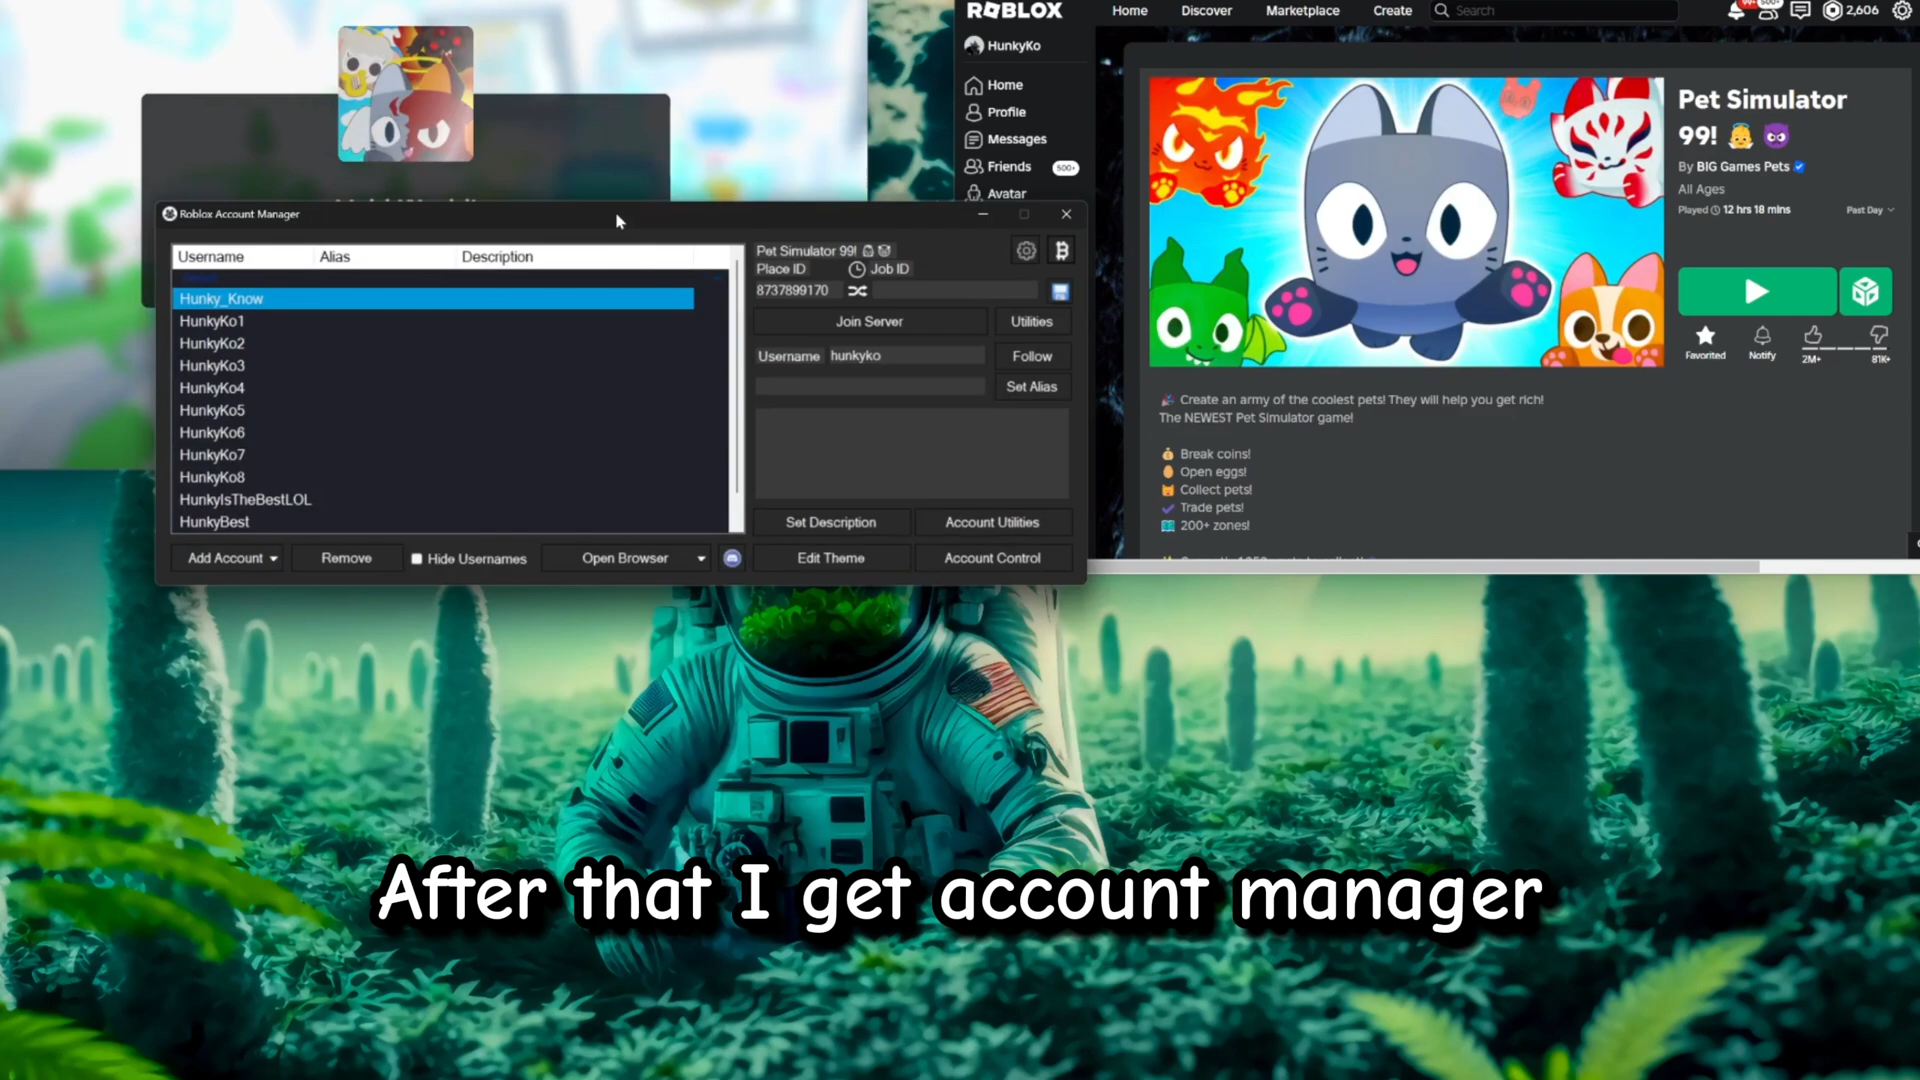 ROBLOX
Home
Discover
Marketplace
Create
Search
99+
500+
2,606
HunkyKo
Home
Profile
Messages
Friends
500+
Avatar
Pet Simulator
99!
By BIG Games Pets
All Ages
Played 12 hrs 18 mins
Past Day
Favorited
Notify
2M+
81K+
Create an army of the coolest pets! They will help you get rich!
The NEWEST Pet Simulator game!
Break coins!
Open eggs!
Collect pets!
Trade pets!
200+ zones!
Roblox Account Manager
Username
Alias
Description
Hunky_Know
HunkyKo1
HunkyKo2
HunkyKo3
HunkyKo4
HunkyKo5
HunkyKo6
HunkyKo7
HunkyKo8
HunkyIsTheBestLOL
HunkyBest
Pet Simulator 99!
Place ID
Job ID
8737899170
Join Server
Utilities
Username
hunkyko
Follow
Set Alias
Set Description
Account Utilities
Add Account
Remove
Hide Usernames
Open Browser
Edit Theme
Account Control
After that I get account manager